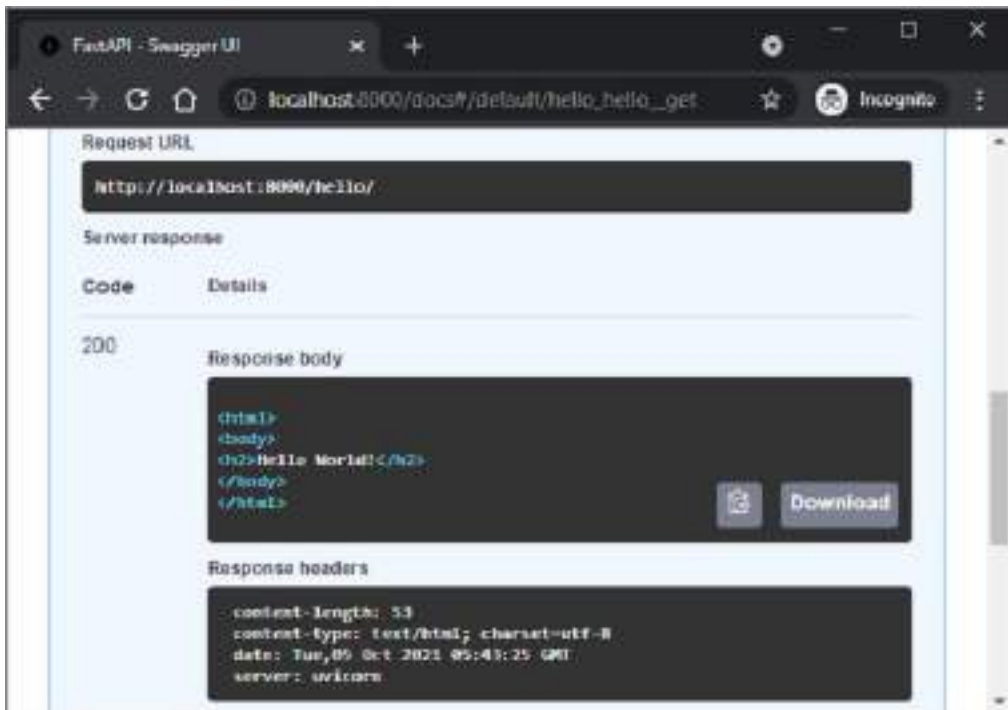 FastAPI - Swagger UI
localhost:8000/docs#/default/hello_hello__get
Incognito
Request URL
http://localhost:8000/hello/
Server response
Code Details
200
Response body
<html>
<body>
<h2>Hello World!</h2>
</body>
</html>
Download
Response headers
content-length: 53
content-type: text/html; charset=utf-8
date: Tue,05 Oct 2021 05:43:25 GMT
server: uvicorn